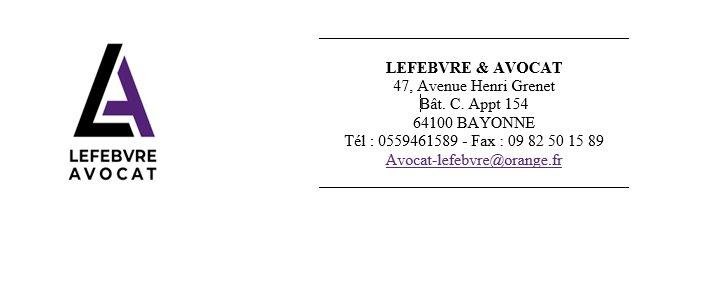 LEFEBVRE
AVOCAT
LEFEBVRE & AVOCAT
47, Avenue Henri Grenet
Bât. C. Appt 154
64100 BAYONNE
Tél : 0559461589 - Fax : 09 82 50 15 89
Avocat-lefebvre@orange.fr